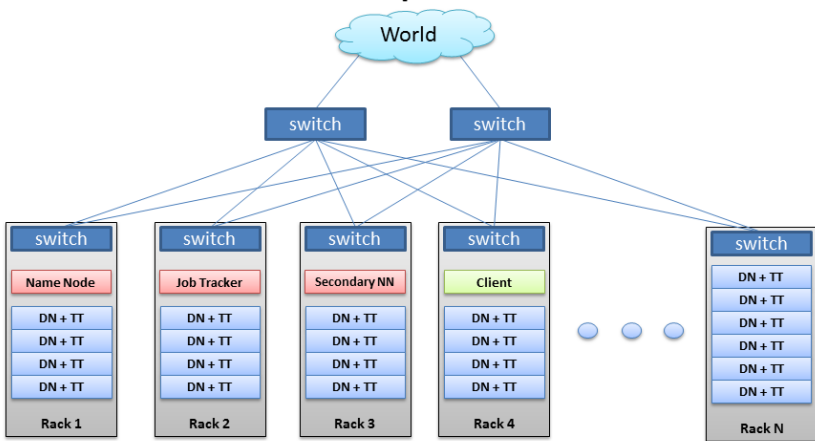 World
switch
switch
switch
Name Node
DN + TT
DN + TT
DN + TT
DN + TT
Rack 1
switch
Job Tracker
DN + TT
DN + TT
DN + TT
DN + TT
Rack 2
switch
Secondary NN
DN + TT
DN + TT
DN + TT
DN + TT
Rack 3
switch
Client
DN + TT
DN + TT
DN + TT
DN + TT
Rack 4
switch
DN + TT
DN + TT
DN + TT
DN + TT
DN + TT
DN + TT
Rack N